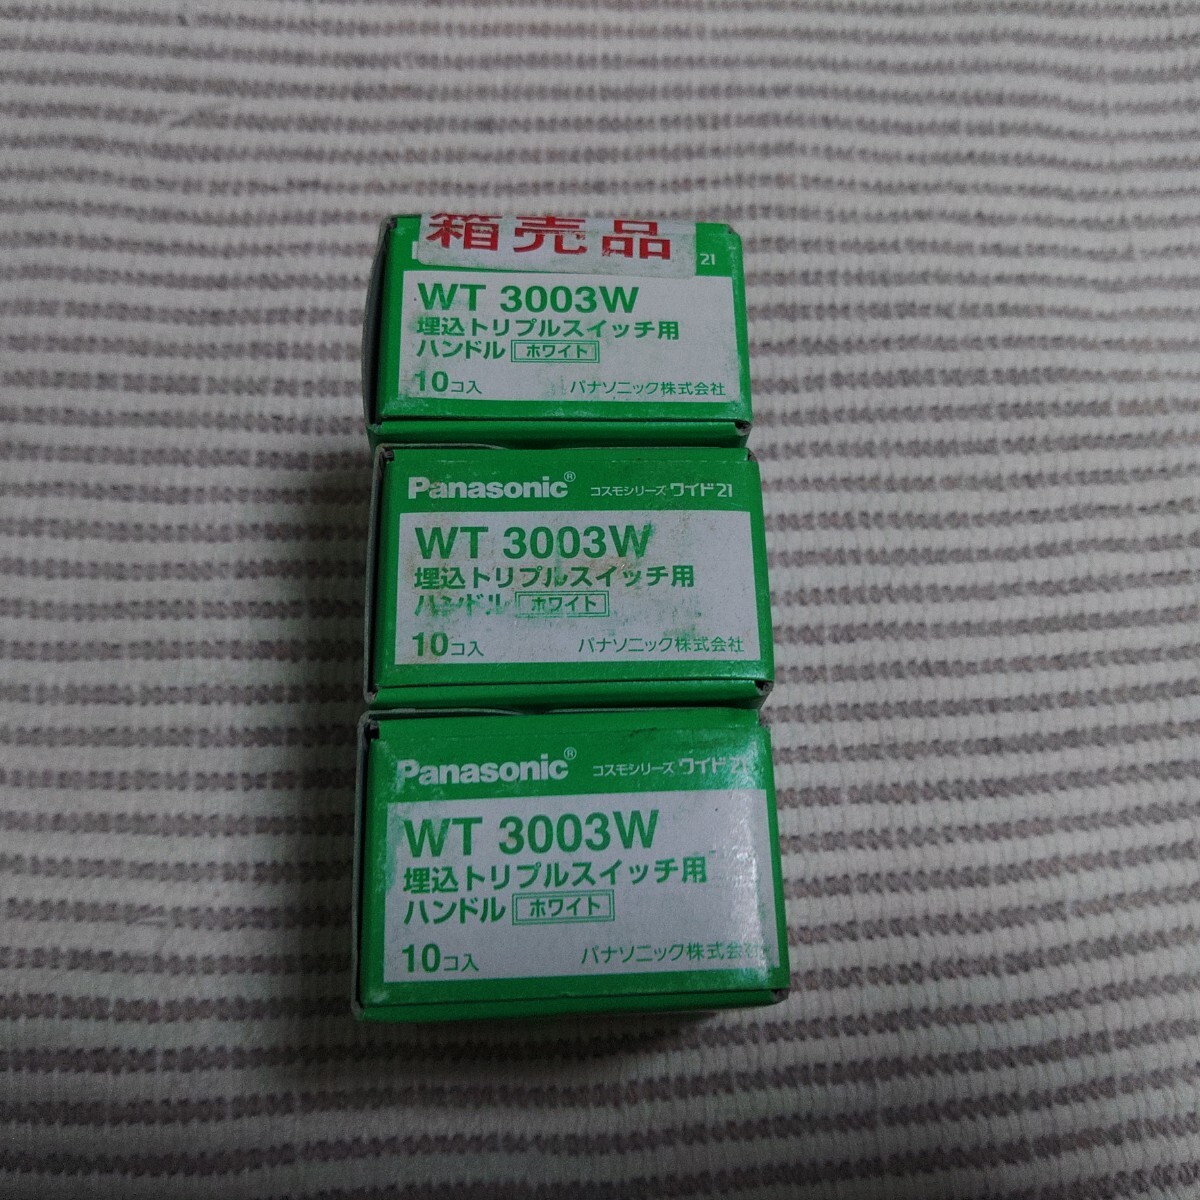 箱売品
21
WT 3003W
埋込トリプルスイッチ用
ハンドル ホワイト
10コ入 パナソニック株式会社
Panasonic® コスモシリーズ ワイド21
WT 3003W
埋込トリプルスイッチ用
ハンドル ホワイト
10コ入 パナソニック株式会社
Panasonic® コスモシリーズ ワイド21
WT 3003W
埋込トリプルスイッチ用
ハンドル ホワイト
10コ入 パナソニック株式会社